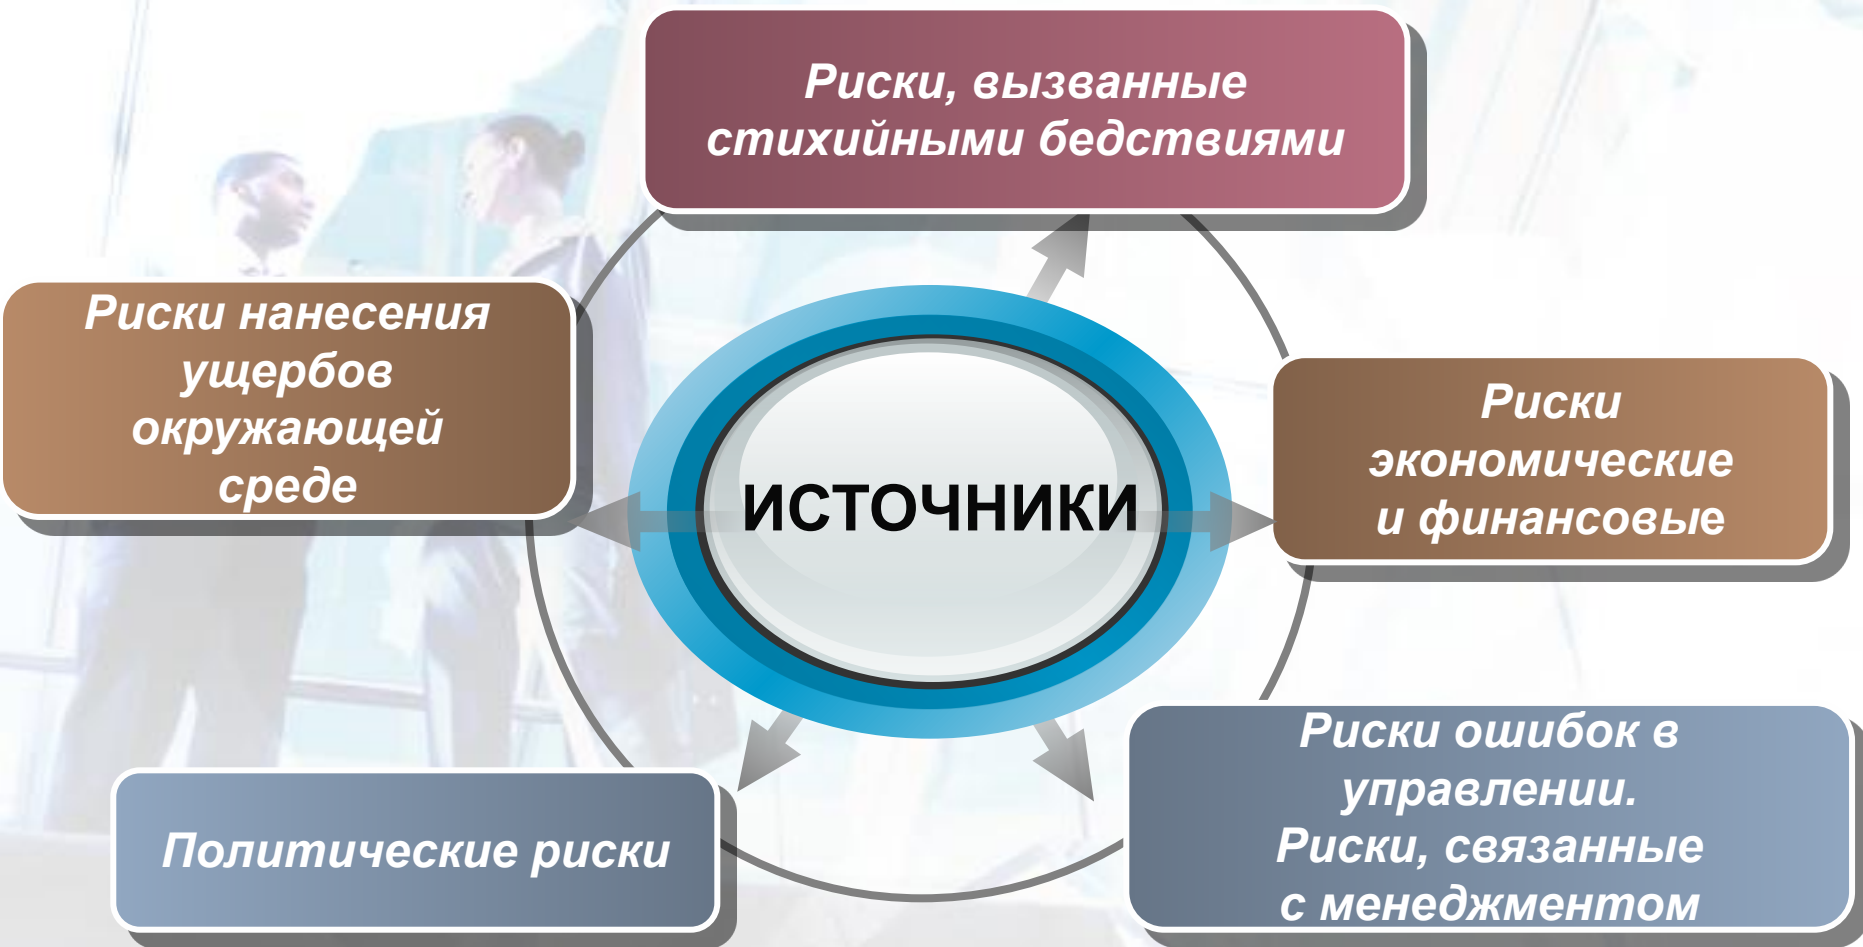 Риски, вызванные
стихийными бедствиями
Риски нанесения
ущербов
окружающей
среде
ИСТОЧНИКИ
Риски
экономические
и финансовые
Политические риски
Риски ошибок в
управлении.
Риски, связанные
с менеджментом